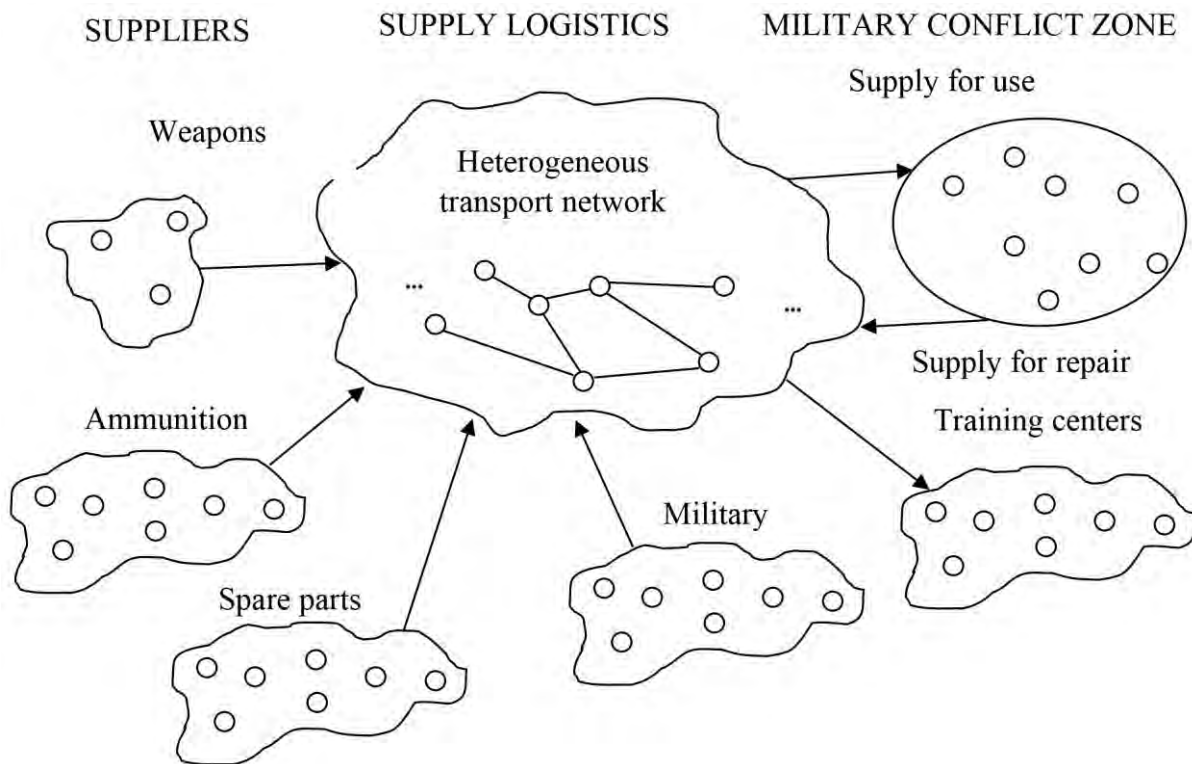 SUPPLIERS
SUPPLY LOGISTICS
MILITARY CONFLICT ZONE
Supply for use
Weapons
Heterogeneous
transport network
...
...
Supply for repair
Ammunition
Training centers
Military
Spare parts